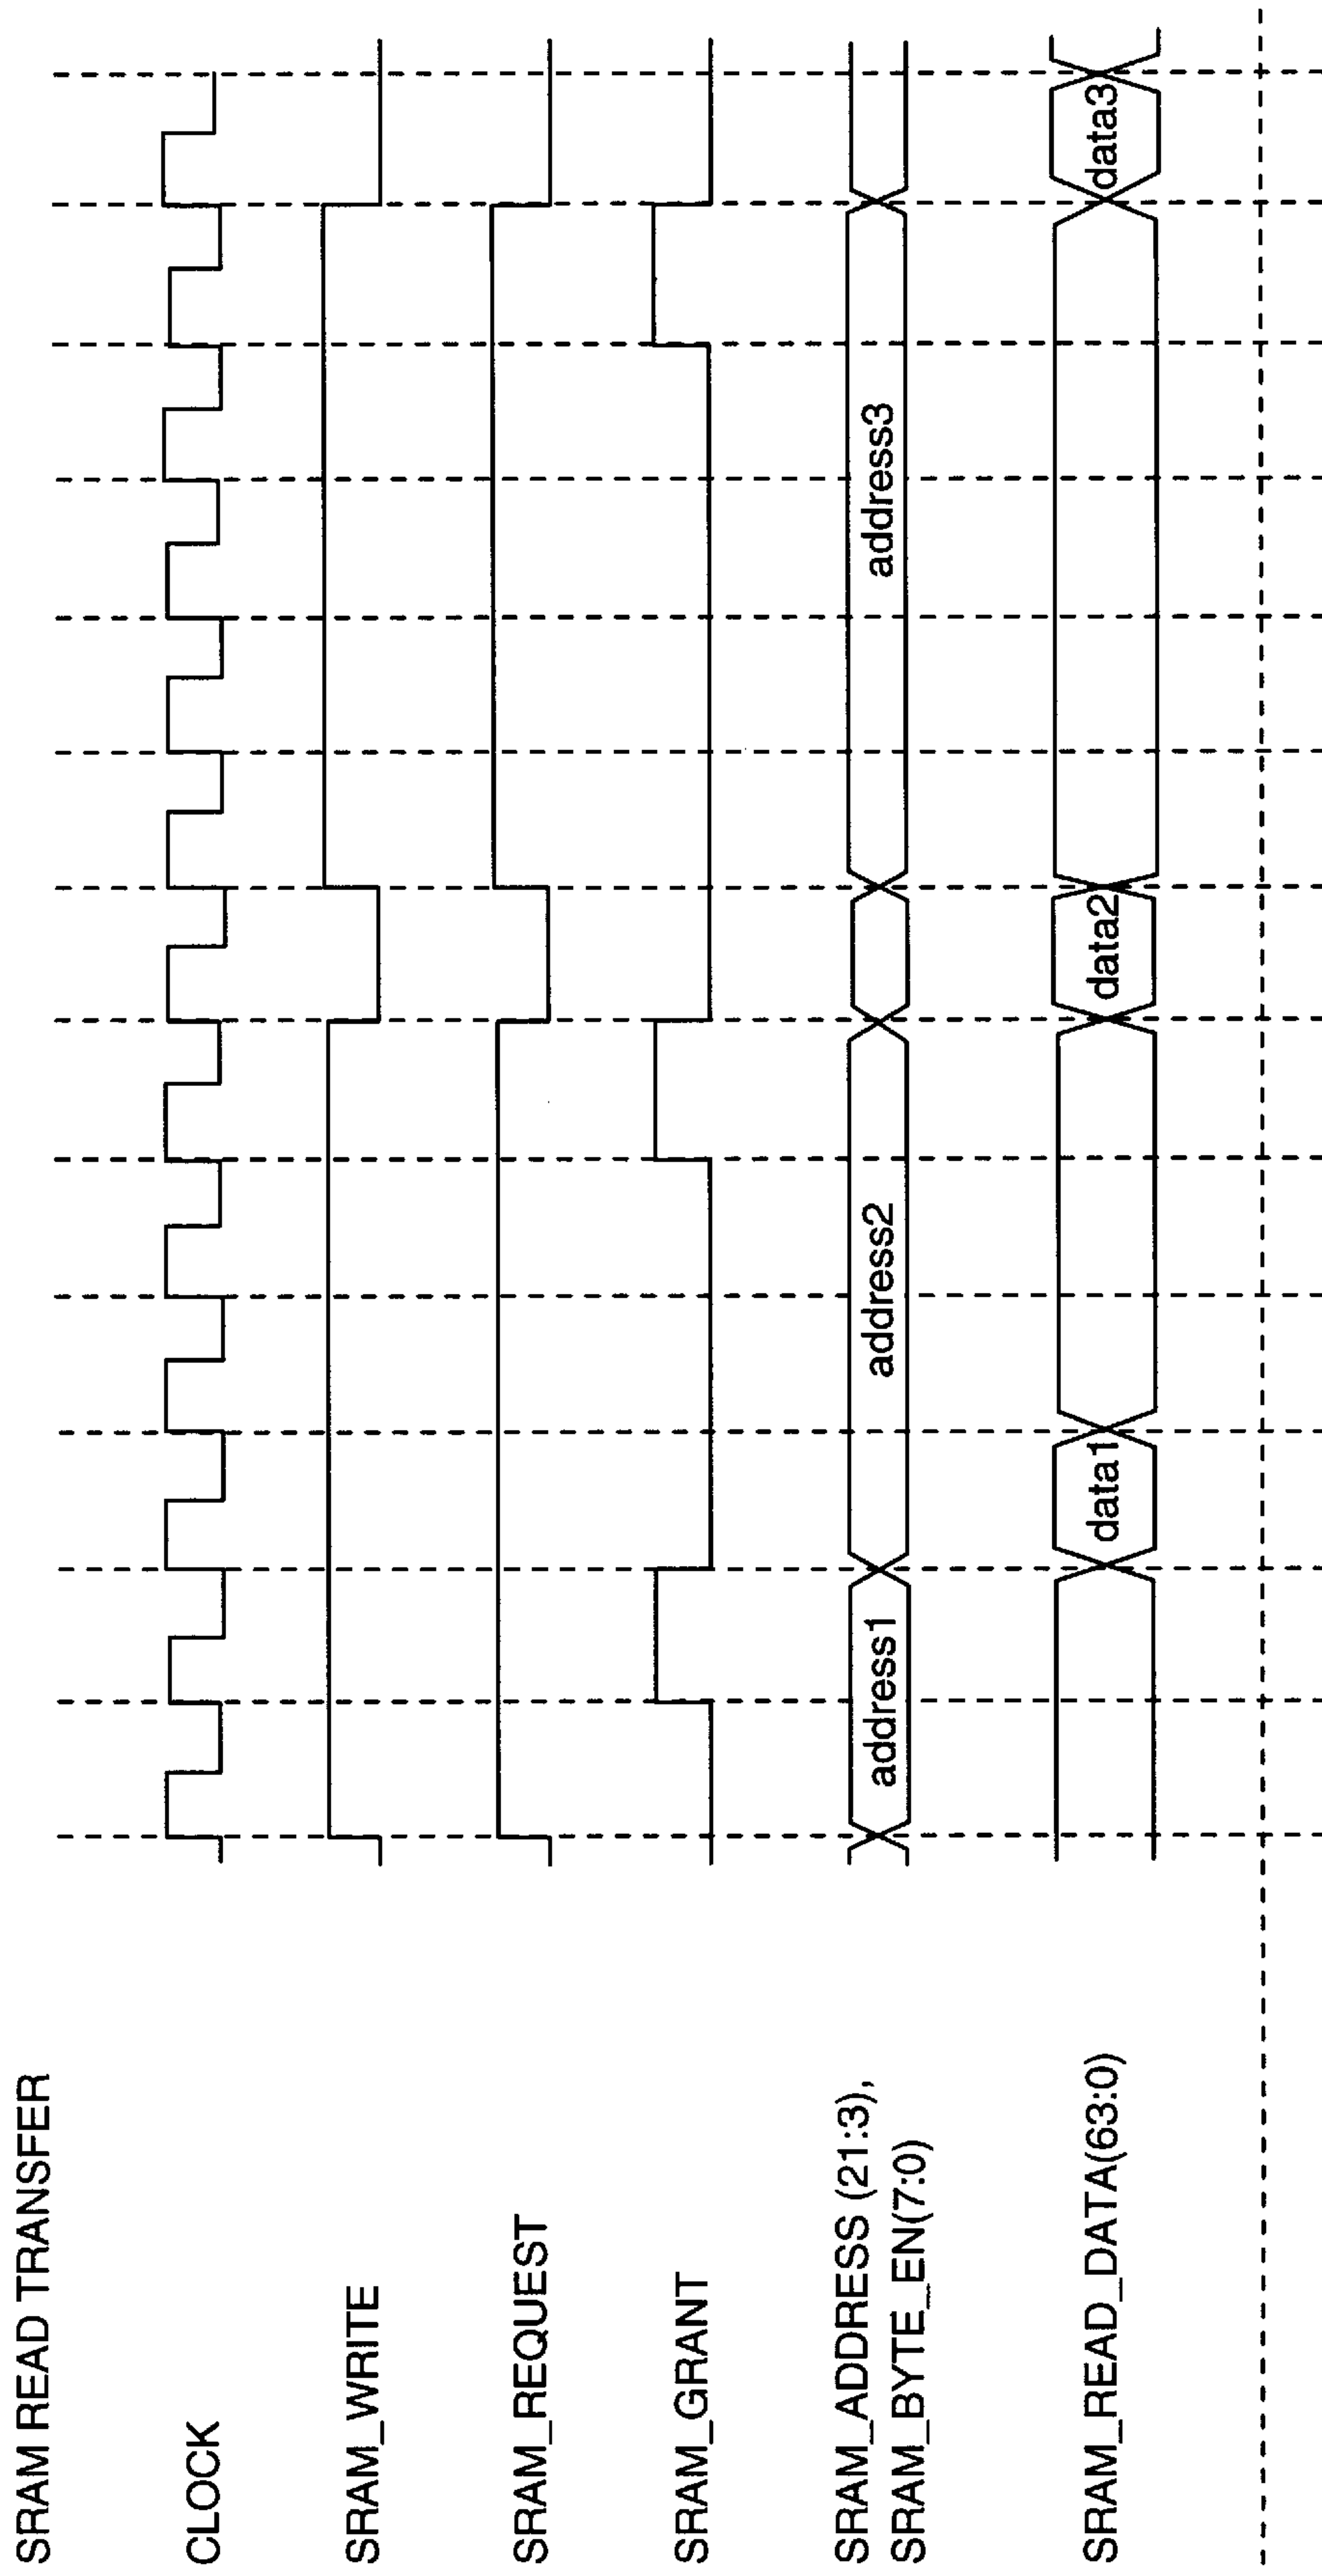 SRAM READ TRANSFER
CLOCK
SRAM_WRITE
SRAM_REQUEST
SRAM_GRANT
SRAM_ADDRESS (21:3),
SRAM_BYTE_EN(7:0)
address1
address2
address3
SRAM_READ_DATA(63:0)
data1
data2
data3